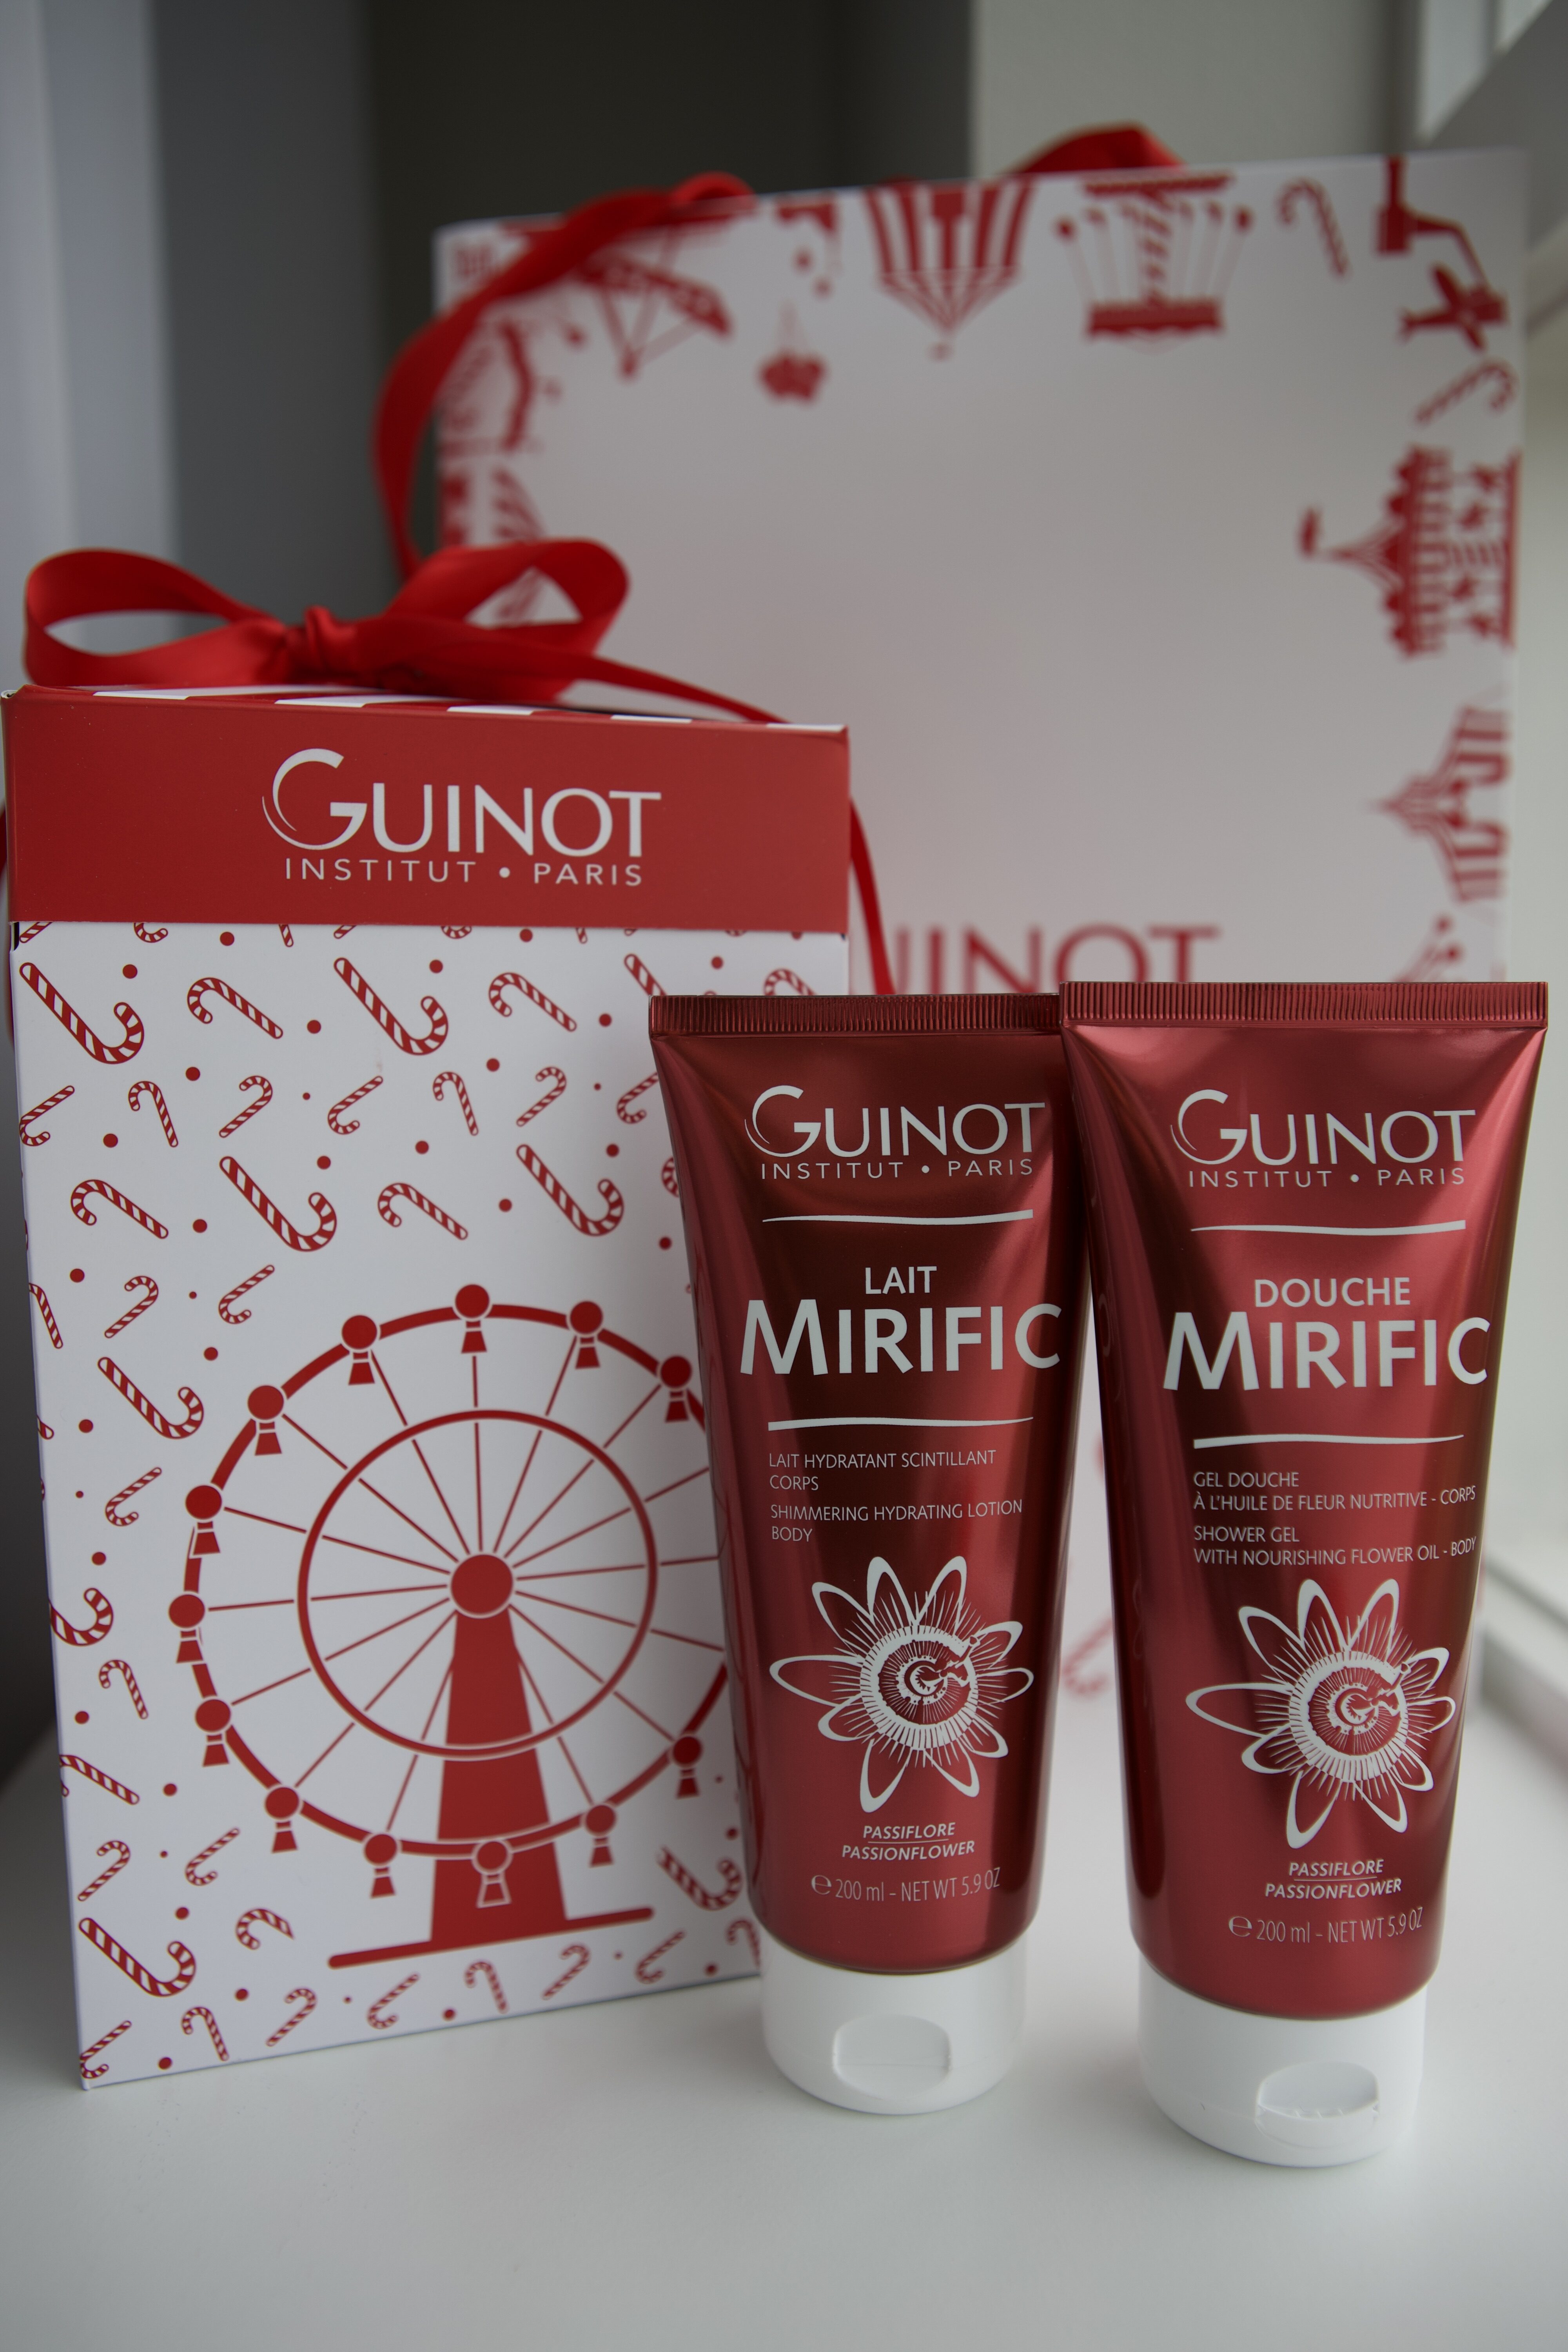 GUINOT
INSTITUT • PARIS
UINOT
GUINOT
INSTITUT • PARIS
LAIT
MIRIFIC
LAIT HYDRATANT SCINTILLANT
CORPS
SHIMMERING HYDRATING LOTION
BODY
PASSIFLORE
PASSIONFLOWER
℮ 200 ml - NET WT 5.9 OZ
GUINOT
INSTITUT • PARIS
DOUCHE
MIRIFIC
GEL DOUCHE
À L'HUILE DE FLEUR NUTRITIVE - CORPS
SHOWER GEL
WITH NOURISHING FLOWER OIL - BODY
PASSIFLORE
PASSIONFLOWER
℮ 200 ml - NET WT 5.9 OZ